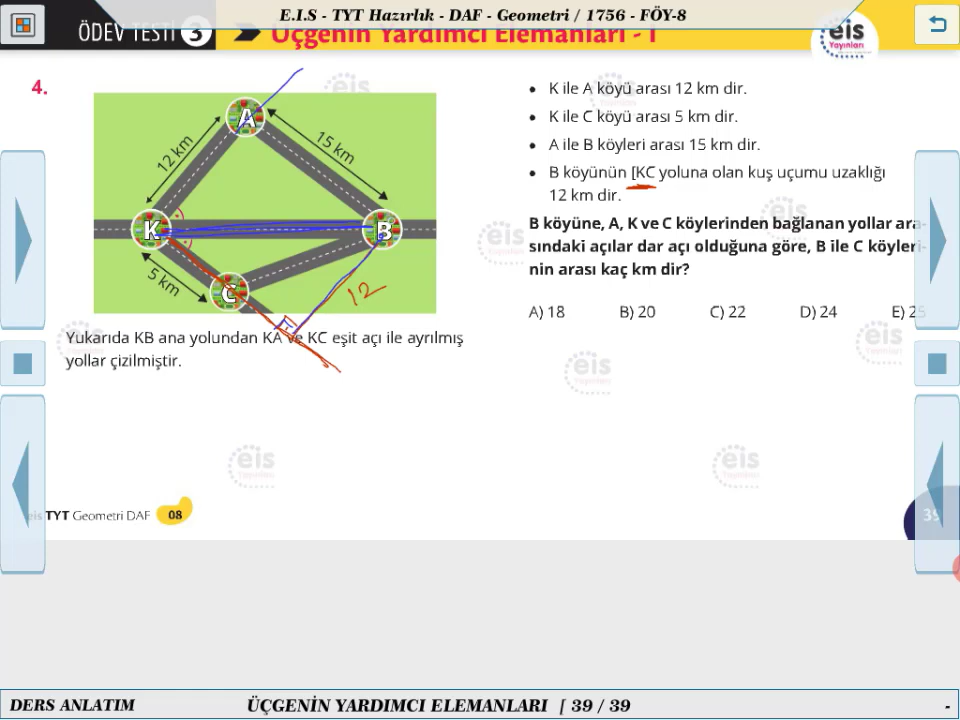 E.I.S - TYT Hazırlık - DAF - Geometri / 1756 - FÖY-8
ÖDEV TESTİ 3
Üçgenin Yardımcı Elemanları - I
eis
Yayınları
4.
A
12 km
15 km
K
B
5 km
C
12
Yukarıda KB ana yolundan KA ve KC eşit açı ile ayrılmış
yollar çizilmiştir.
• K ile A köyü arası 12 km dir.
• K ile C köyü arası 5 km dir.
• A ile B köyleri arası 15 km dir.
• B köyünün [KC yoluna olan kuş uçumu uzaklığı
12 km dir.
B köyüne, A, K ve C köylerinden bağlanan yollar ara-
sındaki açılar dar açı olduğuna göre, B ile C köyleri-
nin arası kaç km dir?
A) 18 B) 20 C) 22 D) 24 E) 25
eis TYT Geometri DAF 08
39
DERS ANLATIM ÜÇGENİN YARDIMCI ELEMANLARI [ 39 / 39 -